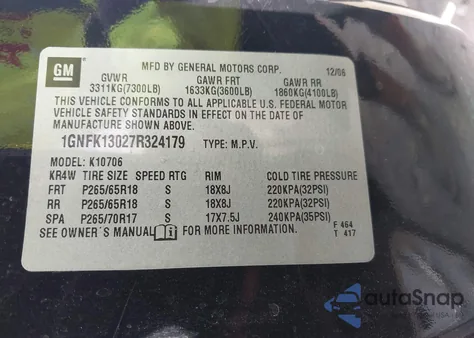 GM
MFD BY GENERAL MOTORS CORP. 12/06
GVWR GAWR FRT GAWR RR
3311KG(7300LB) 1633KG(3600LB) 1860KG(4100LB)
THIS VEHICLE CONFORMS TO ALL APPLICABLE U.S. FEDERAL MOTOR
VEHICLE SAFETY STANDARDS IN EFFECT ON THE DATE OF
MANUFACTURE SHOWN ABOVE.
1GNFK13027R324179 TYPE: M.P.V.
MODEL: K10706
KR4W TIRE SIZE SPEED RTG RIM COLD TIRE PRESSURE
FRT P265/65R18 S 18X8J 220KPA(32PSI)
RR P265/65R18 S 18X8J 220KPA(32PSI)
SPA P265/70R17 S 17X7.5J 240KPA(35PSI)
SEE OWNER'S MANUAL FOR MORE INFORMATION. F 464
T 417
autoSnap